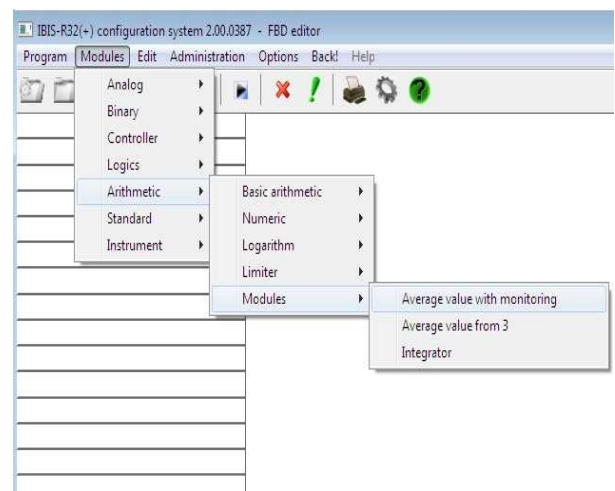 IBIS-R32(+) configuration system 2.00.0387 - FBD editor
Program Modules Edit Administration Options Back! Help
Analog
Binary
Controller
Logics
Arithmetic
Standard
Instrument
Basic arithmetic
Numeric
Logarithm
Limiter
Modules
Average value with monitoring
Average value from 3
Integrator